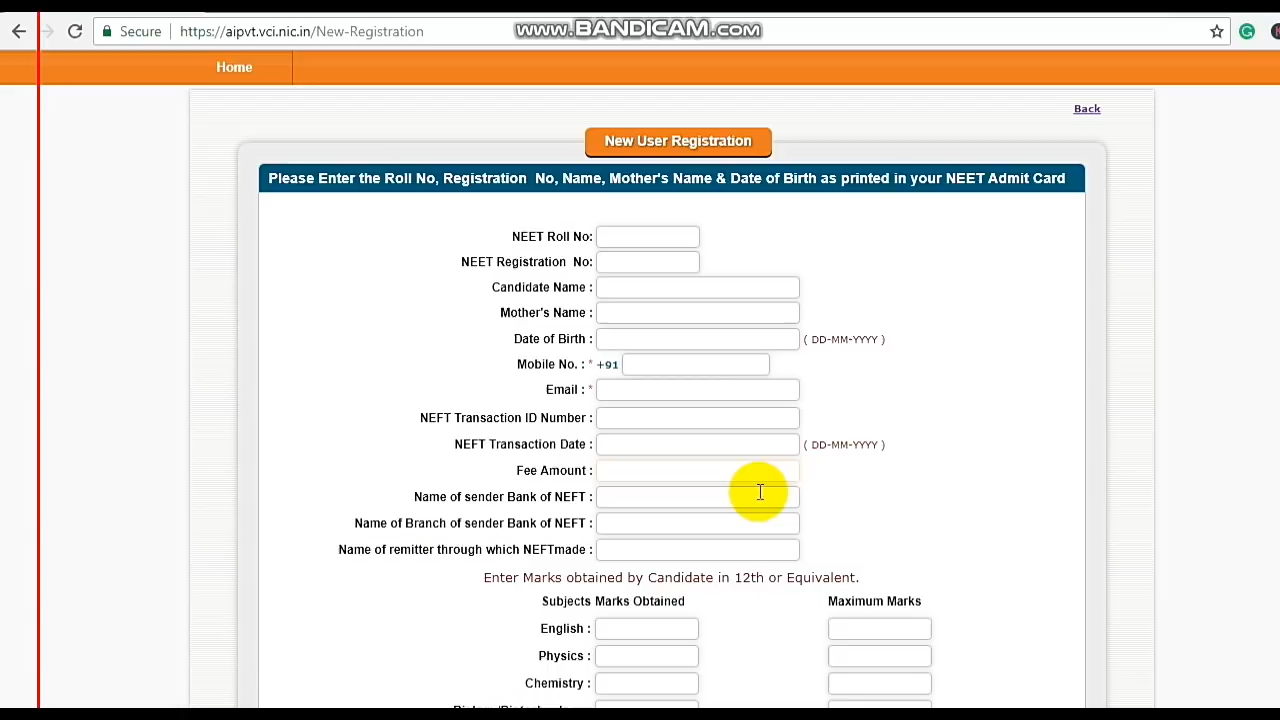 Secure https://aipvt.vci.nic.in/New-Registration
www.BANDICAM.com
Home
Back
New User Registration
Please Enter the Roll No, Registration No, Name, Mother's Name & Date of Birth as printed in your NEET Admit Card
NEET Roll No:
NEET Registration No:
Candidate Name :
Mother's Name :
Date of Birth : ( DD-MM-YYYY )
Mobile No. : * +91
Email : *
NEFT Transaction ID Number :
NEFT Transaction Date : ( DD-MM-YYYY )
Fee Amount :
Name of sender Bank of NEFT :
Name of Branch of sender Bank of NEFT :
Name of remitter through which NEFTmade :
Enter Marks obtained by Candidate in 12th or Equivalent.
Subjects Marks Obtained Maximum Marks
English :
Physics :
Chemistry :